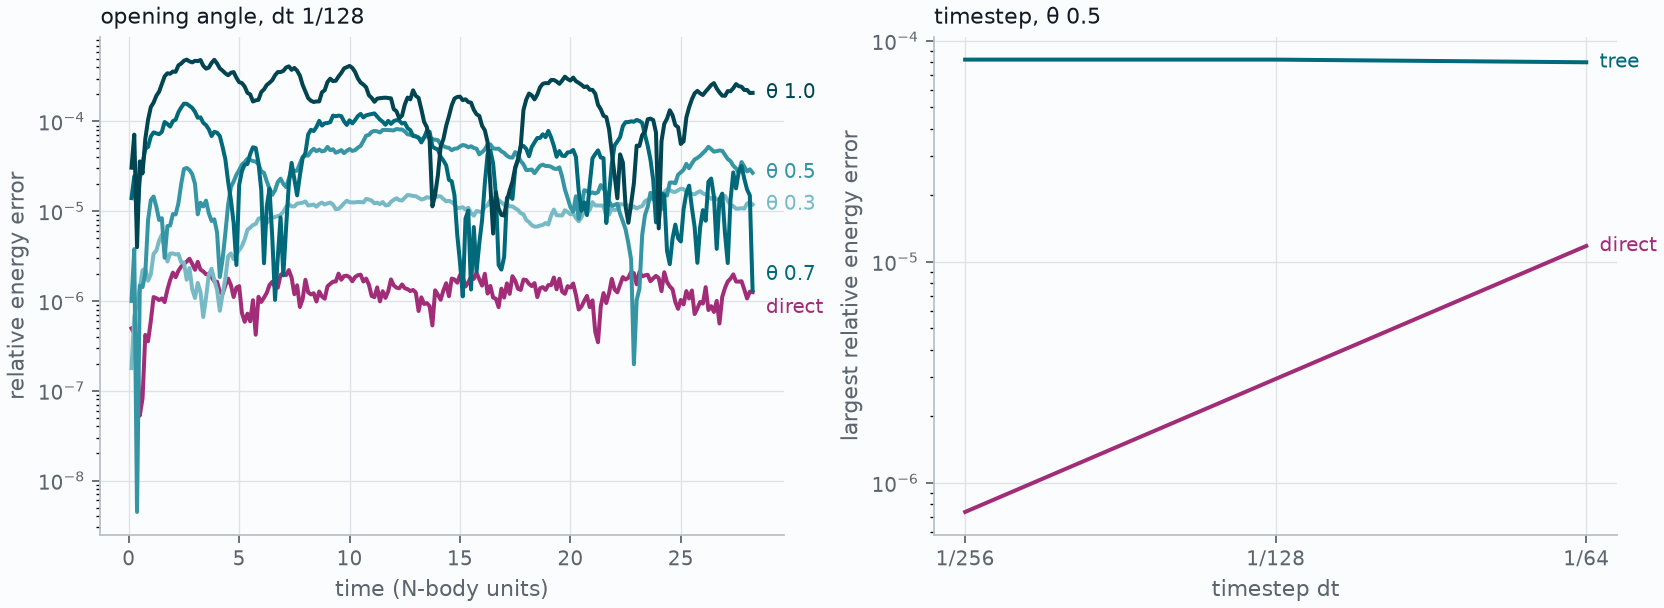 opening angle, dt 1/128
relative energy error
10⁻⁴
10⁻⁵
10⁻⁶
10⁻⁷
10⁻⁸
θ 1.0
θ 0.5
θ 0.3
θ 0.7
direct
0 5 10 15 20 25
time (N-body units)
timestep, θ 0.5
largest relative energy error
10⁻⁴
10⁻⁵
10⁻⁶
tree
direct
1/256 1/128 1/64
timestep dt